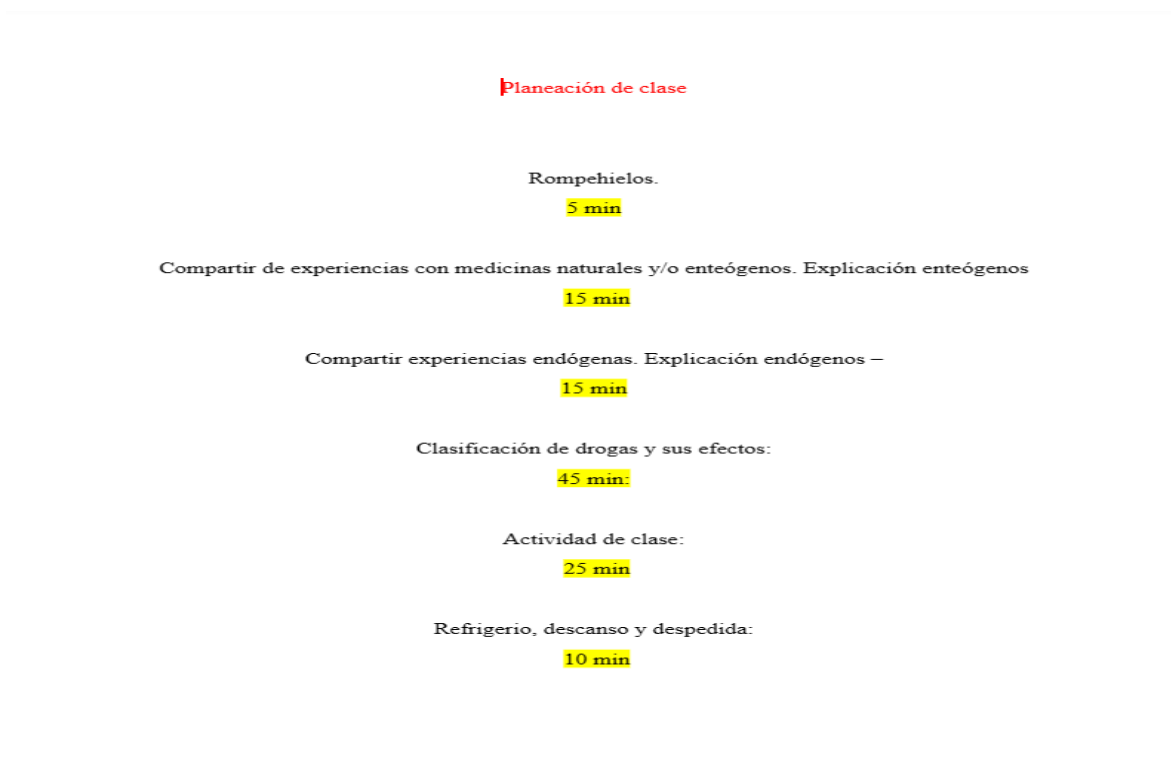 Planeación de clase
Rompehielos.
5 min
Compartir de experiencias con medicinas naturales y/o enteógenos. Explicación enteógenos
15 min
Compartir experiencias endógenas. Explicación endógenos –
15 min
Clasificación de drogas y sus efectos:
45 min:
Actividad de clase:
25 min
Refrigerio, descanso y despedida:
10 min